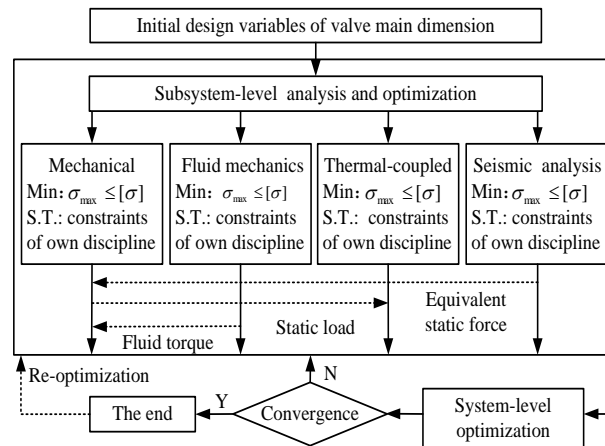 Initial design variables of valve main dimension
Subsystem-level analysis and optimization
Mechanical
Min: σmax ≤[σ]
S.T.: constraints
of own discipline
Fluid mechanics
Min: σmax ≤[σ]
S.T.: constraints
of own discipline
Thermal-coupled
Min: σmax ≤[σ]
S.T.: constraints
of own discipline
Seismic analysis
Min: σmax ≤[σ]
S.T.: constraints
of own discipline
Equivalent
static force
Static load
Fluid torque
Re-optimization
N
Y
The end
Convergence
System-level
optimization